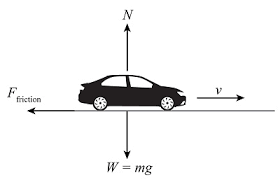 N
F friction
v
W = mg